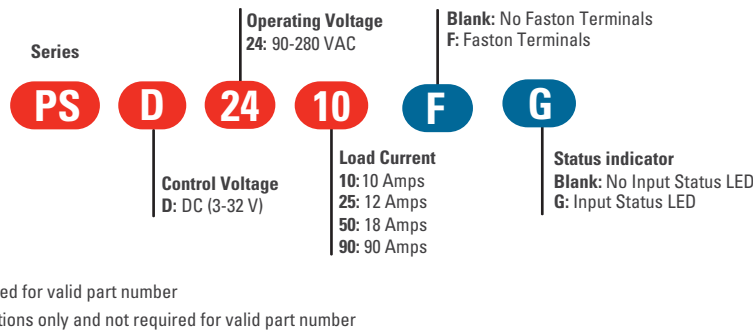 Operating Voltage
24: 90-280 VAC
Blank: No Faston Terminals
F: Faston Terminals
Series
PS D 24 10 F G
Control Voltage
D: DC (3-32 V)
Load Current
10: 10 Amps
25: 12 Amps
50: 18 Amps
90: 90 Amps
Status indicator
Blank: No Input Status LED
G: Input Status LED
for valid part number
only and not required for valid part number